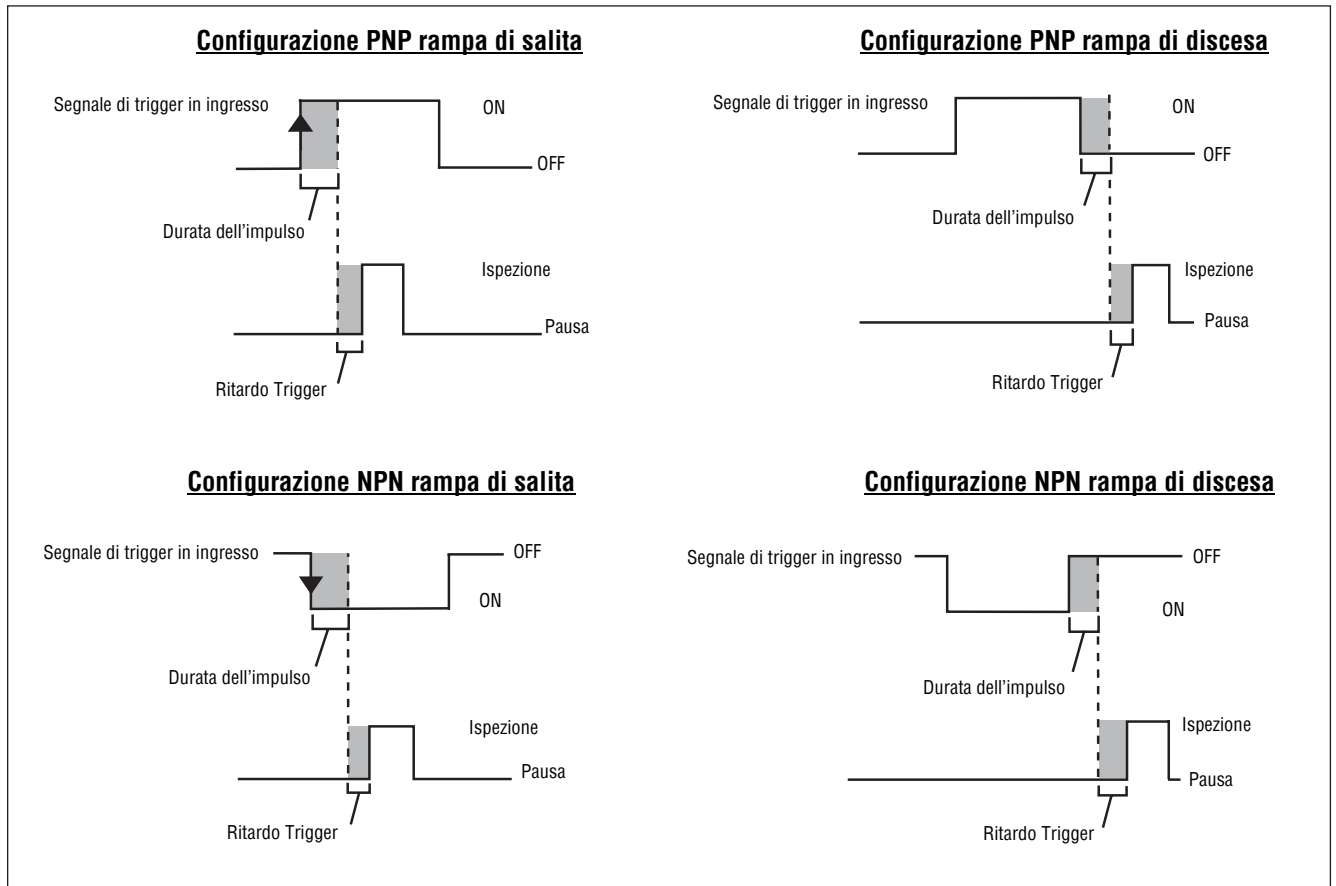 Configurazione PNP rampa di salita
Segnale di trigger in ingresso
ON
OFF
Durata dell'impulso
Ispezione
Pausa
Ritardo Trigger
Configurazione PNP rampa di discesa
Segnale di trigger in ingresso
ON
OFF
Durata dell'impulso
Ispezione
Pausa
Ritardo Trigger
Configurazione NPN rampa di salita
Segnale di trigger in ingresso
OFF
ON
Durata dell'impulso
Ispezione
Pausa
Ritardo Trigger
Configurazione NPN rampa di discesa
Segnale di trigger in ingresso
OFF
ON
Durata dell'impulso
Ispezione
Pausa
Ritardo Trigger